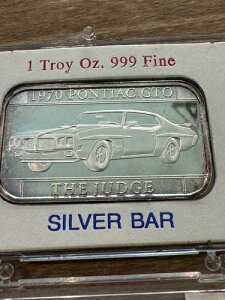 1 Troy Oz. 999 Fine
1970 PONTIAC GTO
THE JUDGE
SILVER BAR